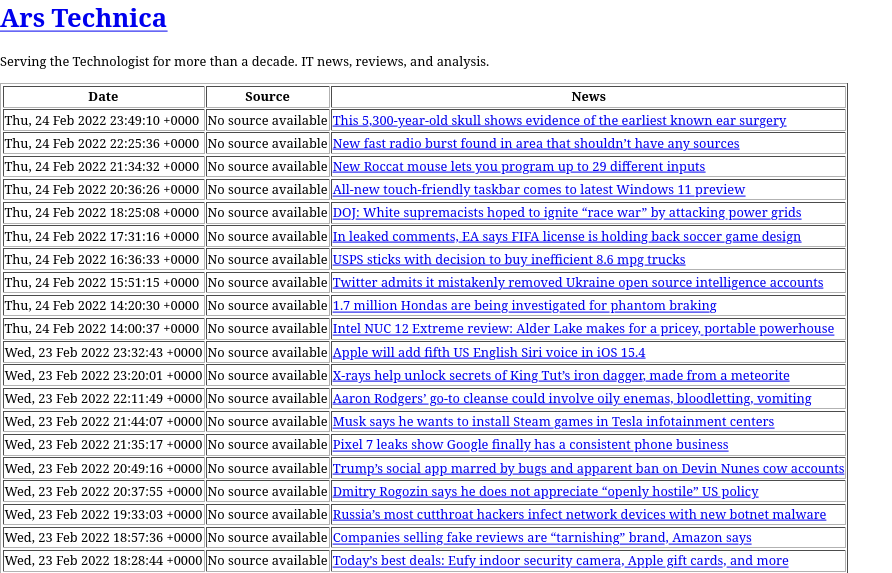 Ars Technica
Serving the Technologist for more than a decade. IT news, reviews, and analysis.
Date Source News
Thu, 24 Feb 2022 23:49:10 +0000 No source available This 5,300-year-old skull shows evidence of the earliest known ear surgery
Thu, 24 Feb 2022 22:25:36 +0000 No source available New fast radio burst found in area that shouldn’t have any sources
Thu, 24 Feb 2022 21:34:32 +0000 No source available New Roccat mouse lets you program up to 29 different inputs
Thu, 24 Feb 2022 20:36:26 +0000 No source available All-new touch-friendly taskbar comes to latest Windows 11 preview
Thu, 24 Feb 2022 18:25:08 +0000 No source available DOJ: White supremacists hoped to ignite “race war” by attacking power grids
Thu, 24 Feb 2022 17:31:16 +0000 No source available In leaked comments, EA says FIFA license is holding back soccer game design
Thu, 24 Feb 2022 16:36:33 +0000 No source available USPS sticks with decision to buy inefficient 8.6 mpg trucks
Thu, 24 Feb 2022 15:51:15 +0000 No source available Twitter admits it mistakenly removed Ukraine open source intelligence accounts
Thu, 24 Feb 2022 14:20:30 +0000 No source available 1.7 million Hondas are being investigated for phantom braking
Thu, 24 Feb 2022 14:00:37 +0000 No source available Intel NUC 12 Extreme review: Alder Lake makes for a pricey, portable powerhouse
Wed, 23 Feb 2022 23:32:43 +0000 No source available Apple will add fifth US English Siri voice in iOS 15.4
Wed, 23 Feb 2022 23:20:01 +0000 No source available X-rays help unlock secrets of King Tut’s iron dagger, made from a meteorite
Wed, 23 Feb 2022 22:11:49 +0000 No source available Aaron Rodgers’ go-to cleanse could involve oily enemas, bloodletting, vomiting
Wed, 23 Feb 2022 21:44:07 +0000 No source available Musk says he wants to install Steam games in Tesla infotainment centers
Wed, 23 Feb 2022 21:35:17 +0000 No source available Pixel 7 leaks show Google finally has a consistent phone business
Wed, 23 Feb 2022 20:49:16 +0000 No source available Trump’s social app marred by bugs and apparent ban on Devin Nunes cow accounts
Wed, 23 Feb 2022 20:37:55 +0000 No source available Dmitry Rogozin says he does not appreciate “openly hostile” US policy
Wed, 23 Feb 2022 19:33:03 +0000 No source available Russia’s most cutthroat hackers infect network devices with new botnet malware
Wed, 23 Feb 2022 18:57:36 +0000 No source available Companies selling fake reviews are “tarnishing” brand, Amazon says
Wed, 23 Feb 2022 18:28:44 +0000 No source available Today’s best deals: Eufy indoor security camera, Apple gift cards, and more